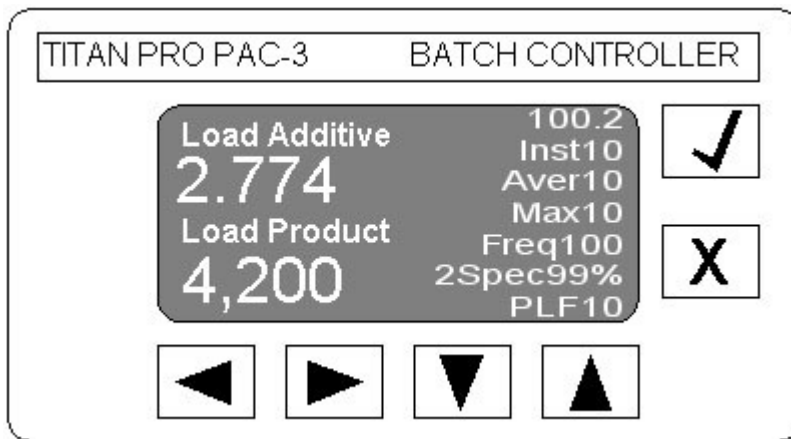 TITAN PRO PAC-3 BATCH CONTROLLER
Load Additive
2.774
Load Product
4,200
100.2
Inst10
Aver10
Max10
Freq100
2Spec99%
PLF10
X